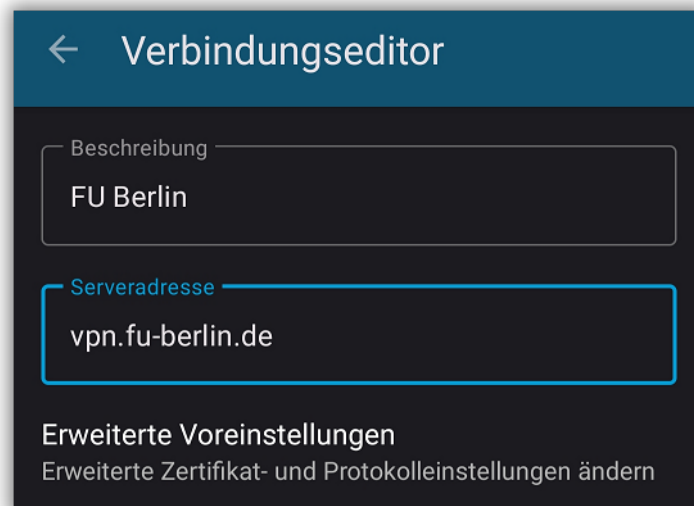 Verbindungseditor
Beschreibung
FU Berlin
Serveradresse
vpn.fu-berlin.de
Erweiterte Voreinstellungen
Erweiterte Zertifikat- und Protokolleinstellungen ändern